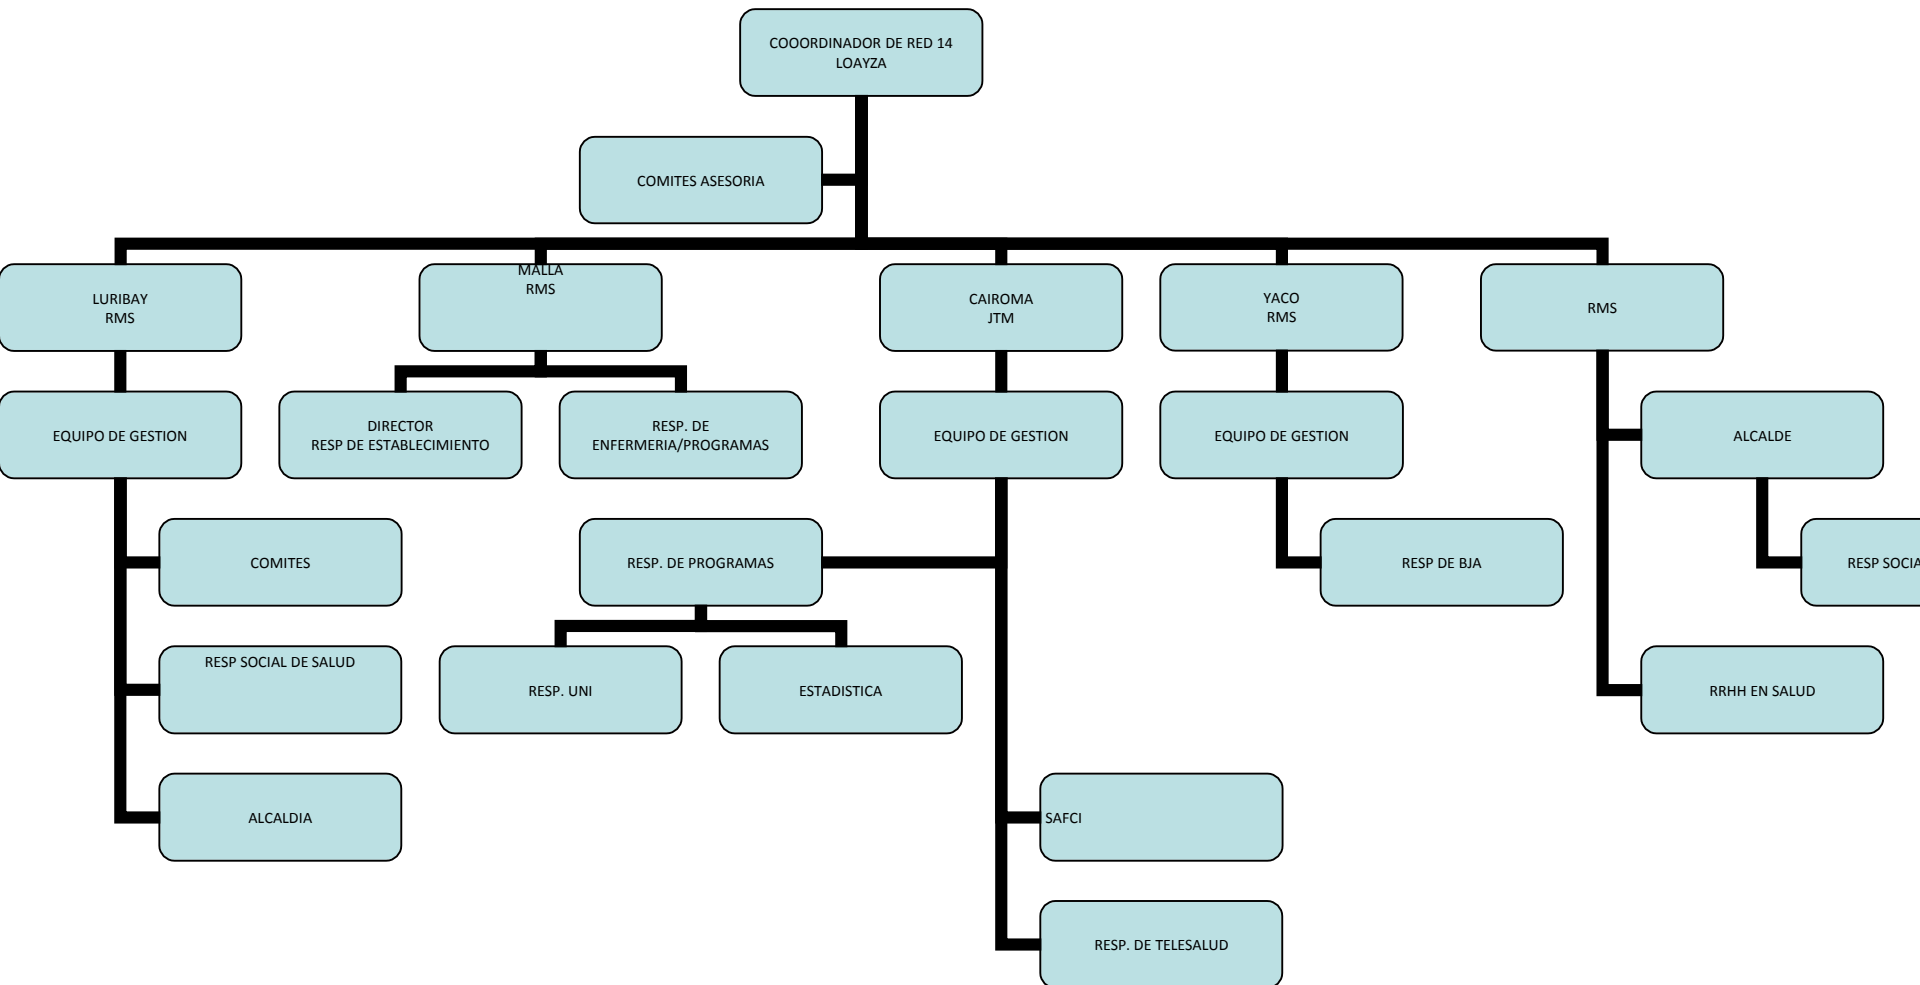 COOORDINADOR DE RED 14
LOAYZA
COMITES ASESORIA
LURIBAY
RMS
MALLA
RMS
CAIROMA
JTM
YACO
RMS
RMS
EQUIPO DE GESTION
DIRECTOR
RESP DE ESTABLECIMIENTO
RESP. DE
ENFERMERIA/PROGRAMAS
EQUIPO DE GESTION
EQUIPO DE GESTION
ALCALDE
COMITES
RESP. DE PROGRAMAS
RESP DE BJA
RESP
RESP SOCIAL DE SALUD
RESP. UNI
ESTADISTICA
RRHH EN SALUD
ALCALDIA
SAFCI
RESP. DE TELESALUD